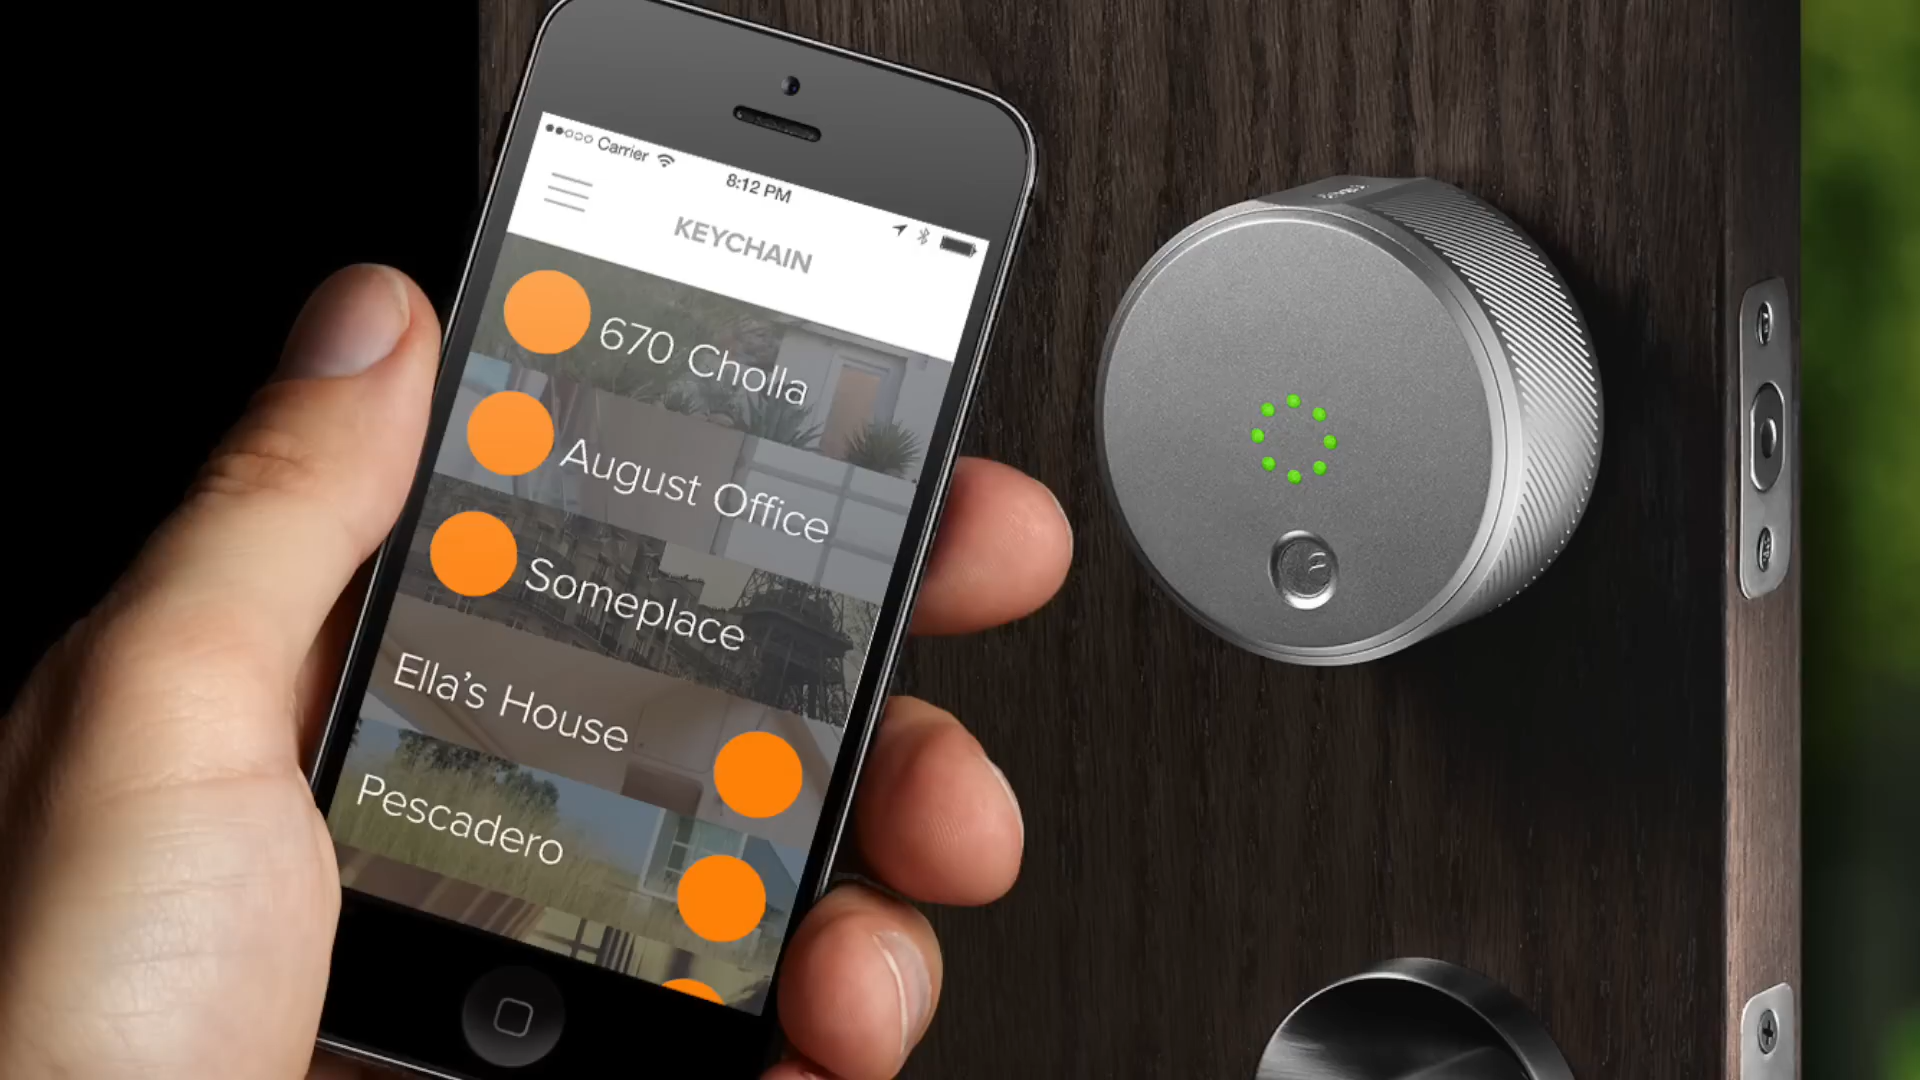 Carrier
8:12 PM
KEYCHAIN
670 Cholla
August Office
Someplace
Ella’s House
Pescadero